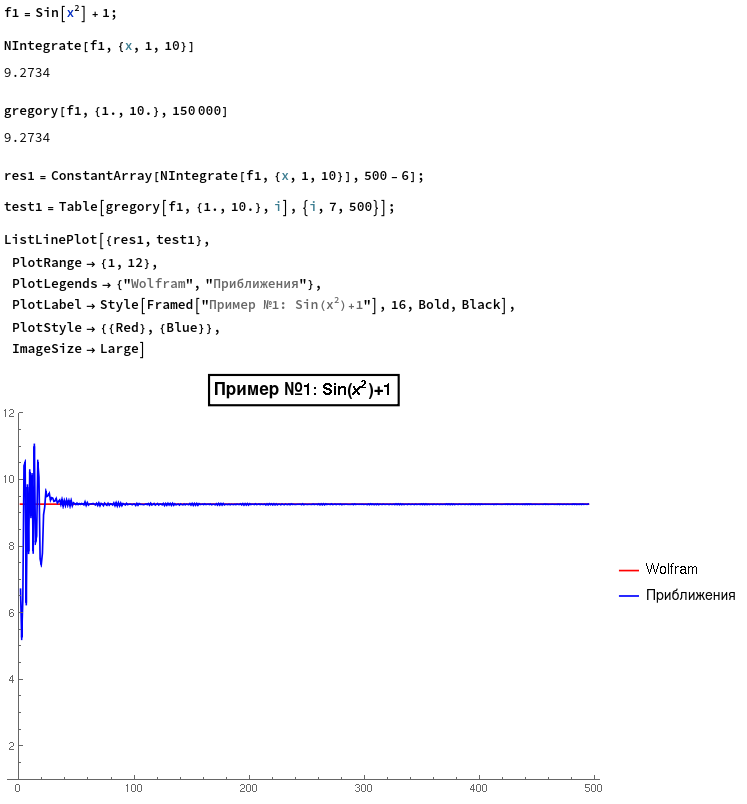 f1 = Sin[x²] + 1;
NIntegrate[f1, {x, 1, 10}]
9.2734
gregory[f1, {1., 10.}, 150 000]
9.2734
res1 = ConstantArray[NIntegrate[f1, {x, 1, 10}], 500 - 6];
test1 = Table[gregory[f1, {1., 10.}, i], {i, 7, 500}];
ListLinePlot[{res1, test1},
PlotRange → {1, 12},
PlotLegends → {"Wolfram", "Приближения"},
PlotLabel → Style[Framed["Пример №1: Sin(x²)+1"], 16, Bold, Black],
PlotStyle → {{Red}, {Blue}},
ImageSize → Large]
Пример №1: Sin(x²)+1
12
10
8
6
4
2
0 100 200 300 400 500
Wolfram
Приближения